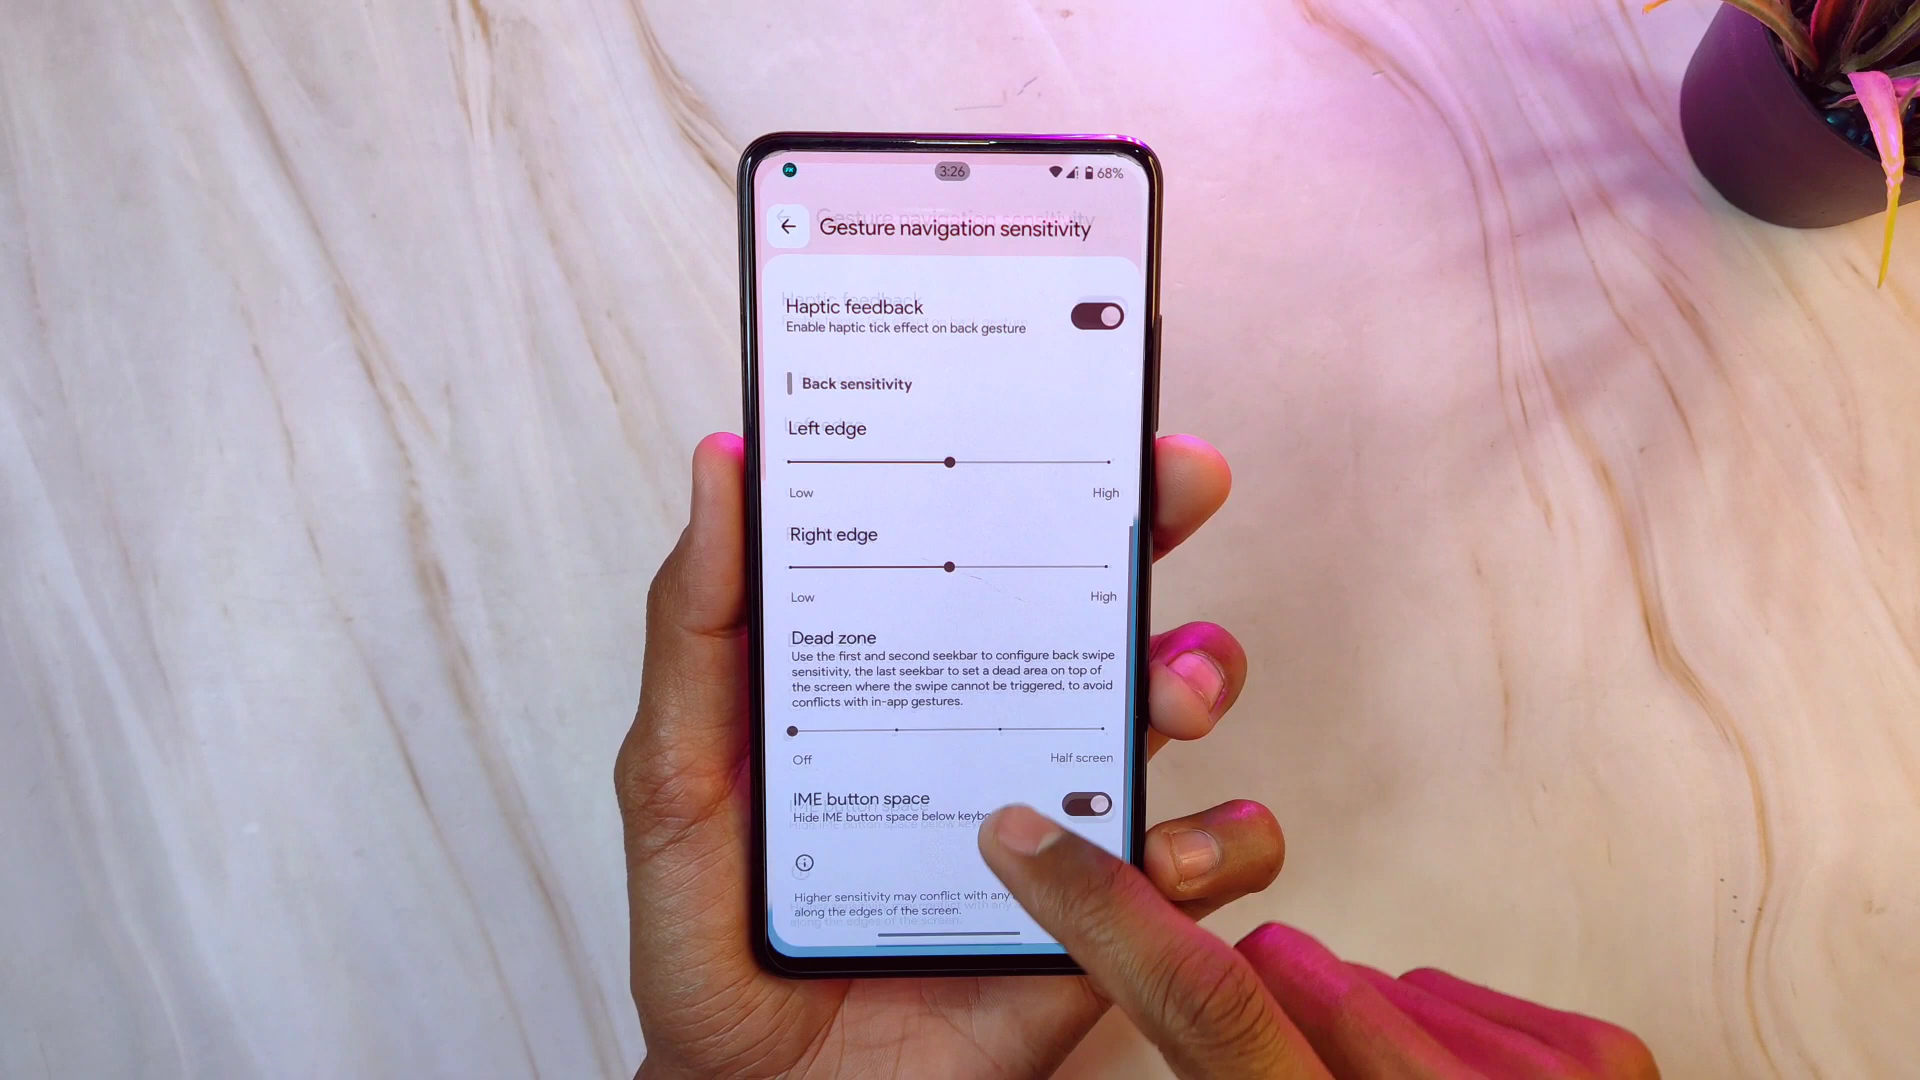 3:26
68%
Gesture navigation sensitivity
Haptic feedback
Enable haptic tick effect on back gesture
Back sensitivity
Left edge
Low High
Right edge
Low High
Dead zone
Use the first and second seekbar to configure back swipe
sensitivity, the last seekbar to set a dead area on top of
the screen where the swipe cannot be triggered, to avoid
conflicts with in-app gestures.
Off Half screen
IME button space
Hide IME button space below
Higher sensitivity may conflict with any
along the edges of the screen.